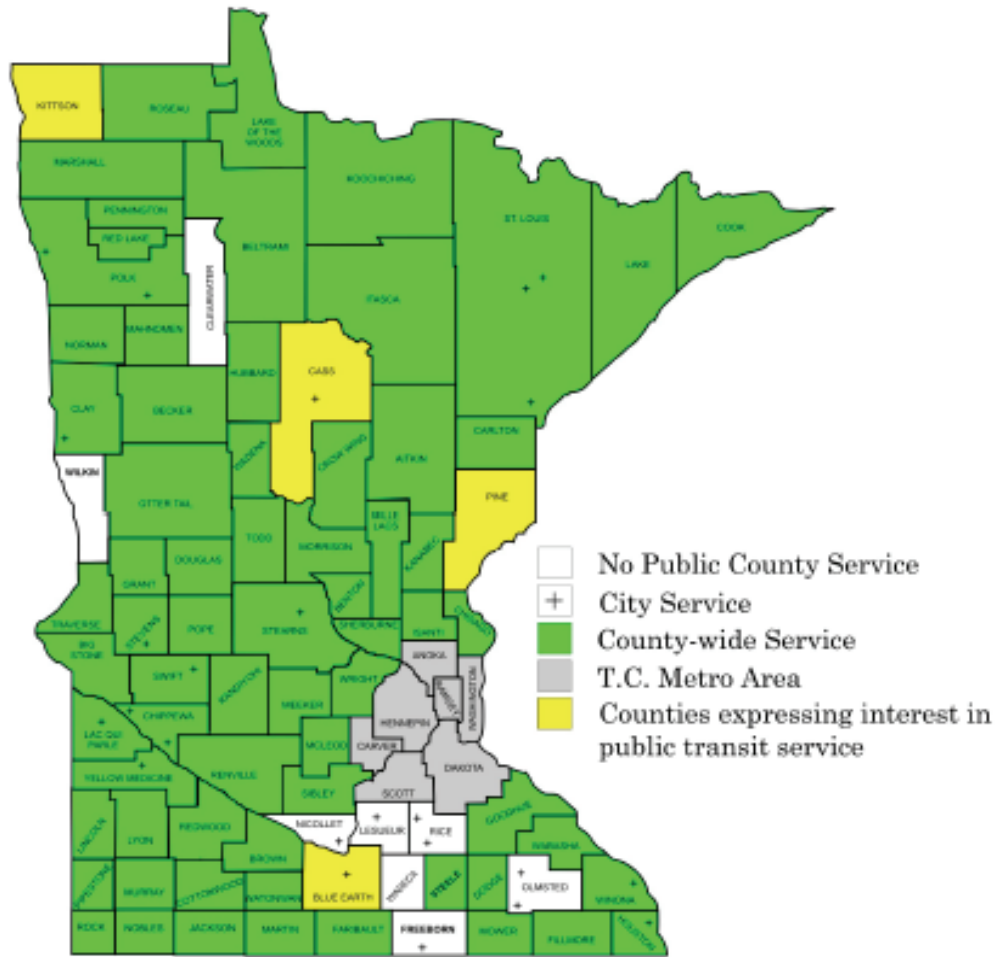 KITTSON
ROSEAU
LAKE
OF THE
WOODS
MARSHALL
KOOCHICHING
ST. LOUIS
PENNINGTON
RED LAKE
BELTRAMI
COOK
LAKE
POLK
CLEARWATER
ITASCA
MAHNOMEN
NORMAN
HUBBARD
CASS
CLAY
BECKER
CARLTON
WADENA
CROW WING
AITKIN
WILKIN
OTTER TAIL
PINE
TODD
MILLE
LACS
MORRISON
KANABEC
DOUGLAS
GRANT
BENTON
No Public County Service
City Service
County-wide Service
T.C. Metro Area
Counties expressing interest in
public transit service
TRAVERSE
STEVENS
POPE
STEARNS
SHERBURNE
ISANTI
CHISAGO
BIG
STONE
ANOKA
SWIFT
KANDIYOHI
WRIGHT
RAMSEY
WASHINGTON
MEEKER
CHIPPEWA
HENNEPIN
LAC QUI
PARLE
MCLEOD
CARVER
DAKOTA
YELLOW MEDICINE
RENVILLE
SIBLEY
SCOTT
NICOLLET
LESUEUR
RICE
GOODHUE
LINCOLN
LYON
REDWOOD
WABASHA
BROWN
PIPESTONE
MURRAY
COTTONWOOD
WATONWAN
BLUE EARTH
WASECA
STEELE
DODGE
OLMSTED
WINONA
ROCK
NOBLES
JACKSON
MARTIN
FARIBAULT
FREEBORN
MOWER
FILLMORE
HOUSTON